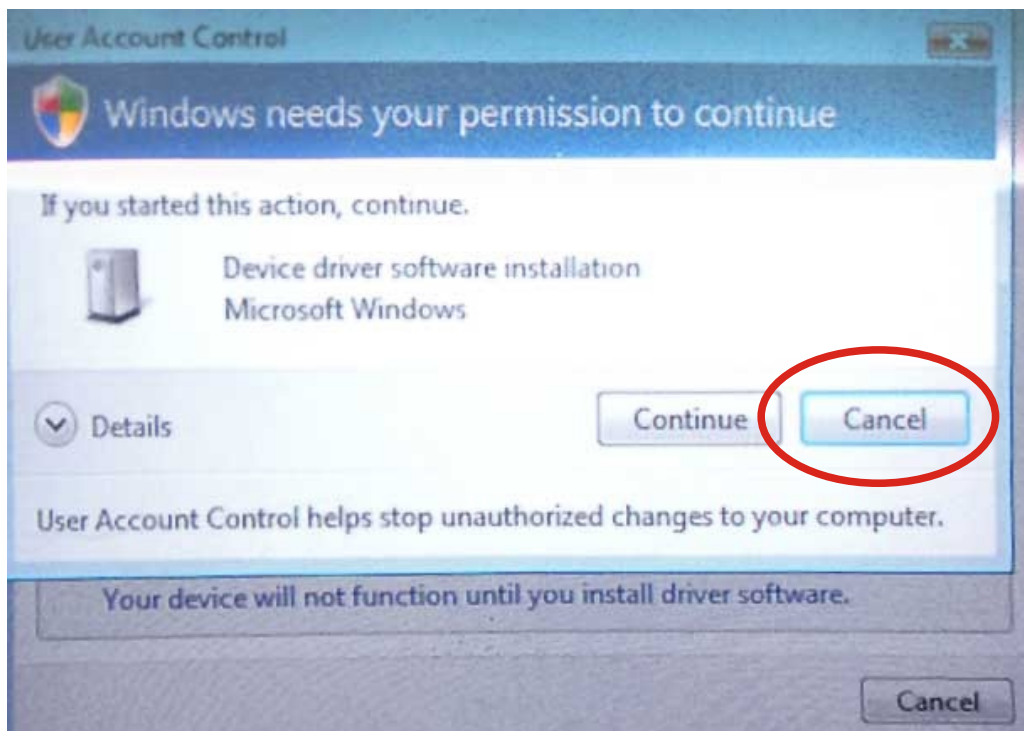 User Account Control
Windows needs your permission to continue
If you started this action, continue.
Device driver software installation
Microsoft Windows
Details
Continue
Cancel
User Account Control helps stop unauthorized changes to your computer.
Your device will not function until you install driver software.
Cancel